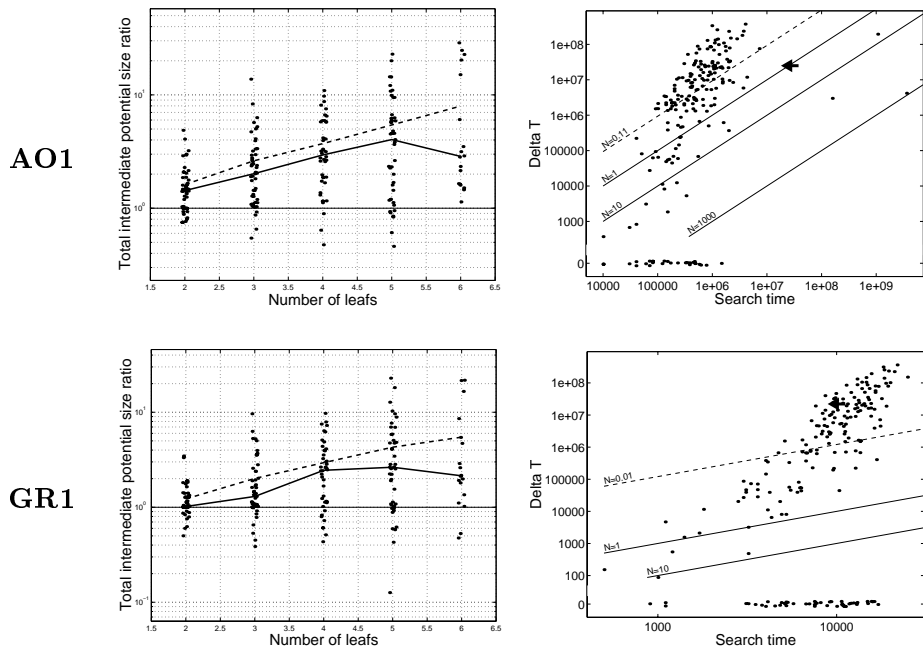 AO1
Total intermediate potential size ratio
10¹
10⁰
1.5 2 2.5 3 3.5 4 4.5 5 5.5 6 6.5
Number of leafs
Delta T
1e+08
1e+07
1e+06
100000
10000
1000
0
N=0.11
N=1
N=10
N=1000
10000 100000 1e+06 1e+07 1e+08 1e+09
Search time
GR1
Total intermediate potential size ratio
10¹
10⁰
10⁻¹
1.5 2 2.5 3 3.5 4 4.5 5 5.5 6 6.5
Number of leafs
Delta T
1e+08
1e+07
1e+06
100000
10000
1000
100
0
N=0.01
N=1
N=10
1000 10000
Search time